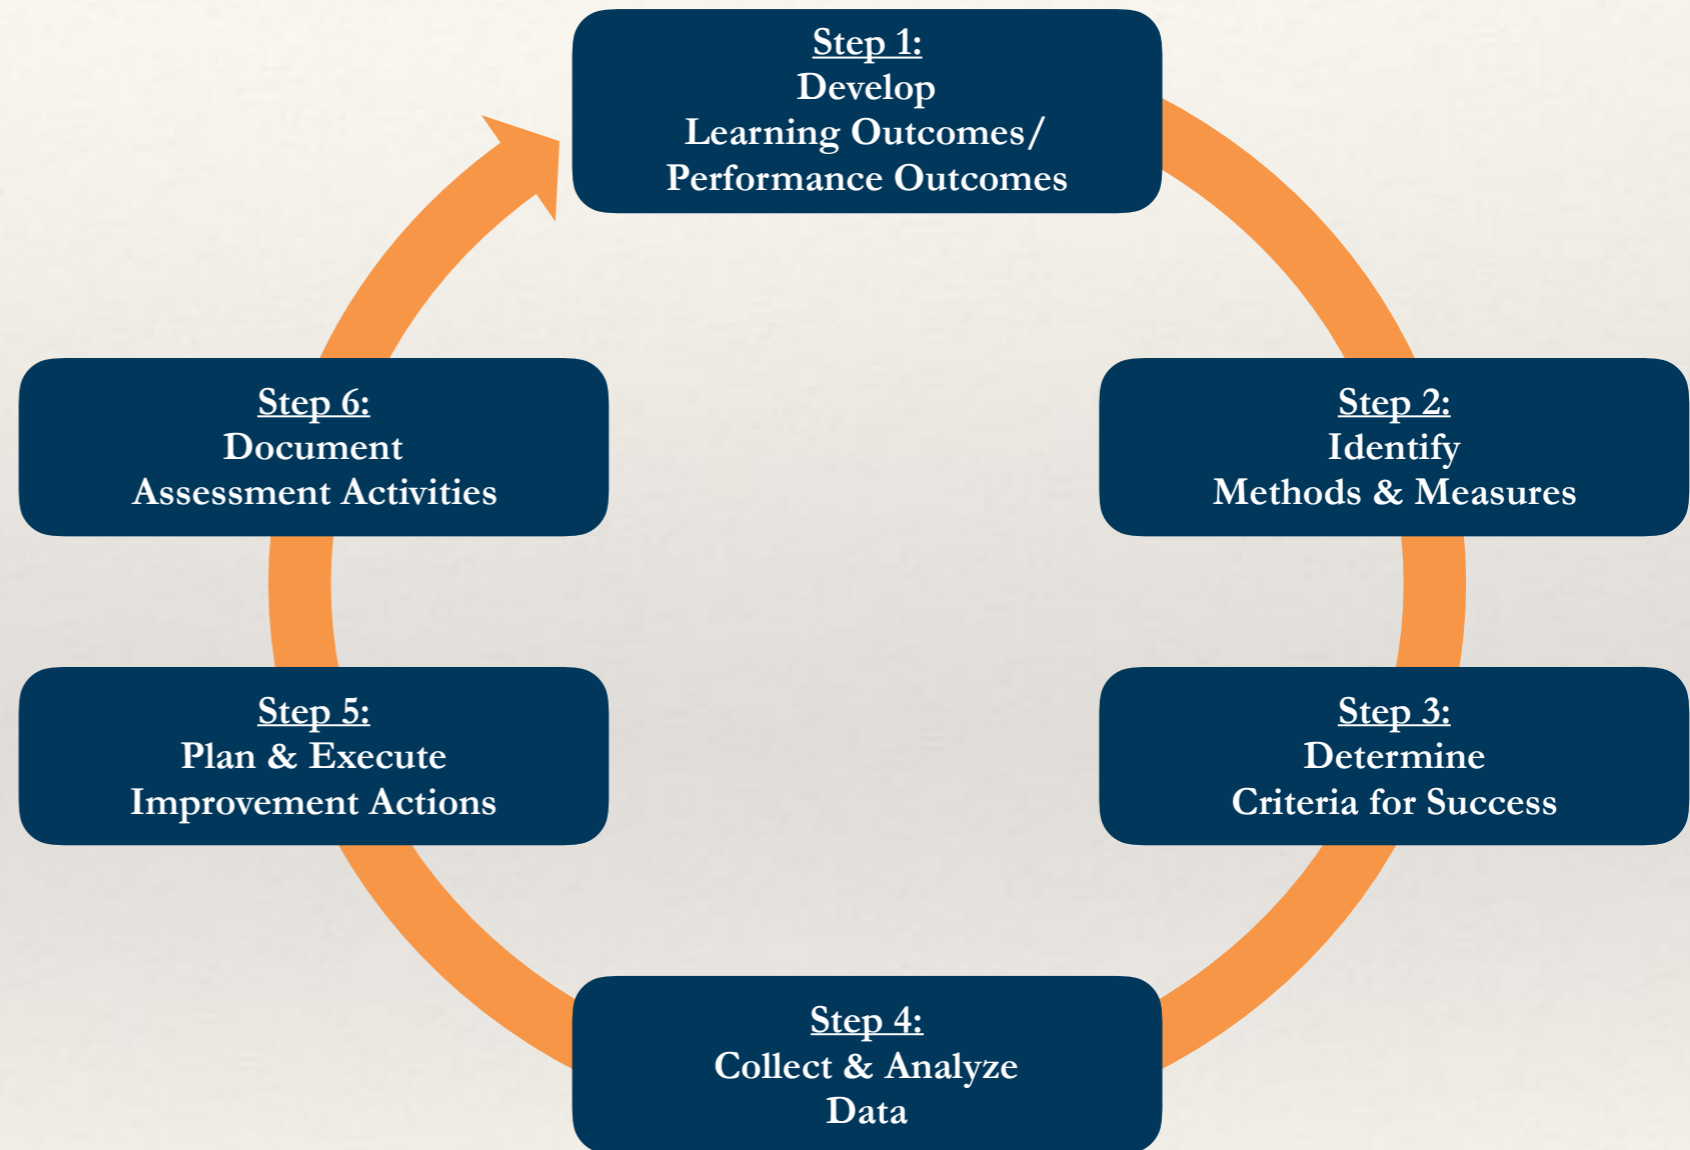 Step 1:
Develop
Learning Outcomes/
Performance Outcomes
Step 2:
Identify
Methods & Measures
Step 3:
Determine
Criteria for Success
Step 4:
Collect & Analyze
Data
Step 5:
Plan & Execute
Improvement Actions
Step 6:
Document
Assessment Activities